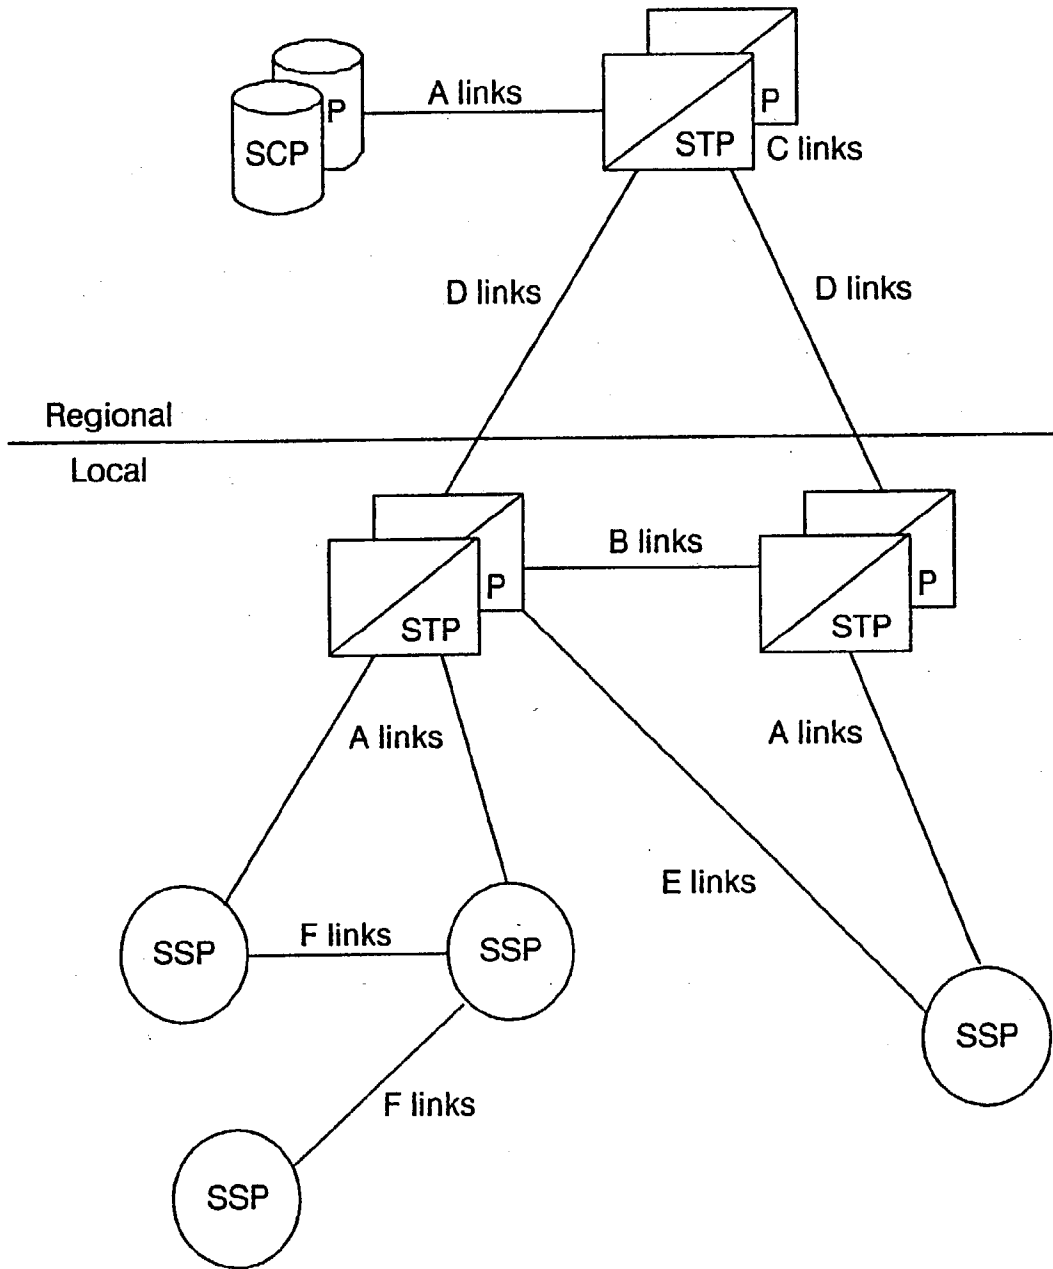 A links
P
SCP
P
STP
C links
D links
D links
Regional
Local
B links
P
STP
P
STP
A links
A links
E links
SSP
F links
SSP
SSP
F links
SSP